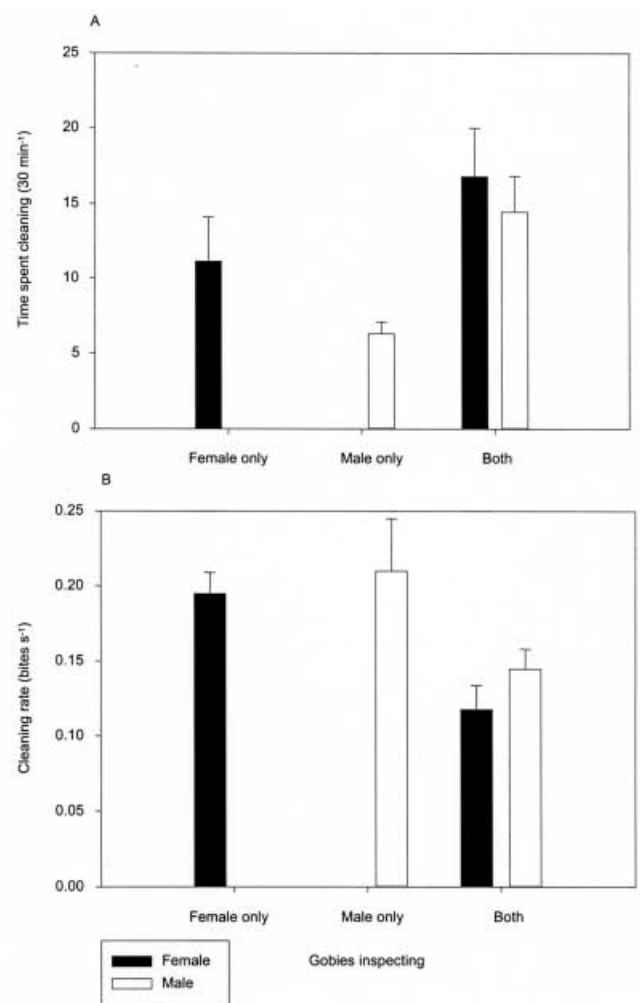 A
25
20
15
10
5
0
Time spent cleaning (30 min⁻¹)
Female only Male only Both
B
0.25
0.20
0.15
0.10
0.05
0.00
Cleaning rate (bites s⁻¹)
Female only Male only Both
Gobies inspecting
Female
Male